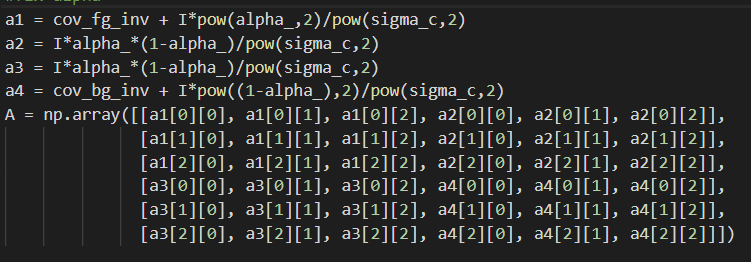 a1 = cov_fg_inv + I*pow(alpha_,2)/pow(sigma_c,2)
a2 = I*alpha_*(1-alpha_)/pow(sigma_c,2)
a3 = I*alpha_*(1-alpha_)/pow(sigma_c,2)
a4 = cov_bg_inv + I*pow((1-alpha_),2)/pow(sigma_c,2)
A = np.array([[a1[0][0], a1[0][1], a1[0][2], a2[0][0], a2[0][1], a2[0][2]],
[a1[1][0], a1[1][1], a1[1][2], a2[1][0], a2[1][1], a2[1][2]],
[a1[2][0], a1[2][1], a1[2][2], a2[2][0], a2[2][1], a2[2][2]],
[a3[0][0], a3[0][1], a3[0][2], a4[0][0], a4[0][1], a4[0][2]],
[a3[1][0], a3[1][1], a3[1][2], a4[1][0], a4[1][1], a4[1][2]],
[a3[2][0], a3[2][1], a3[2][2], a4[2][0], a4[2][1], a4[2][2]]])